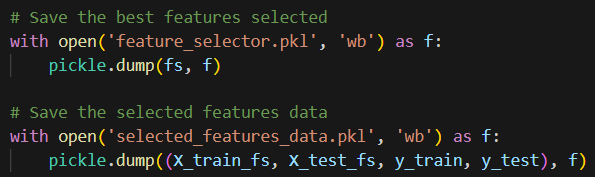 # Save the best features selected
with open('feature_selector.pkl', 'wb') as f:
    pickle.dump(fs, f)

# Save the selected features data
with open('selected_features_data.pkl', 'wb') as f:
    pickle.dump((X_train_fs, X_test_fs, y_train, y_test), f)